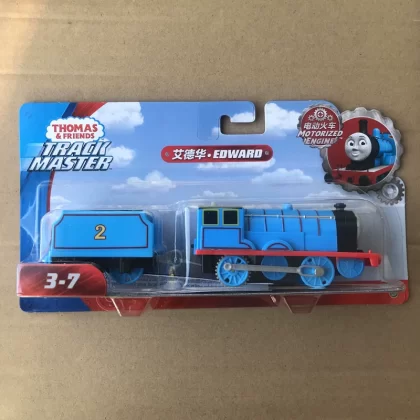 THOMAS
& FRIENDS
TRACK
MASTER
艾德华·EDWARD
电动火车
MOTORIZED
ENGINE
2
3-7